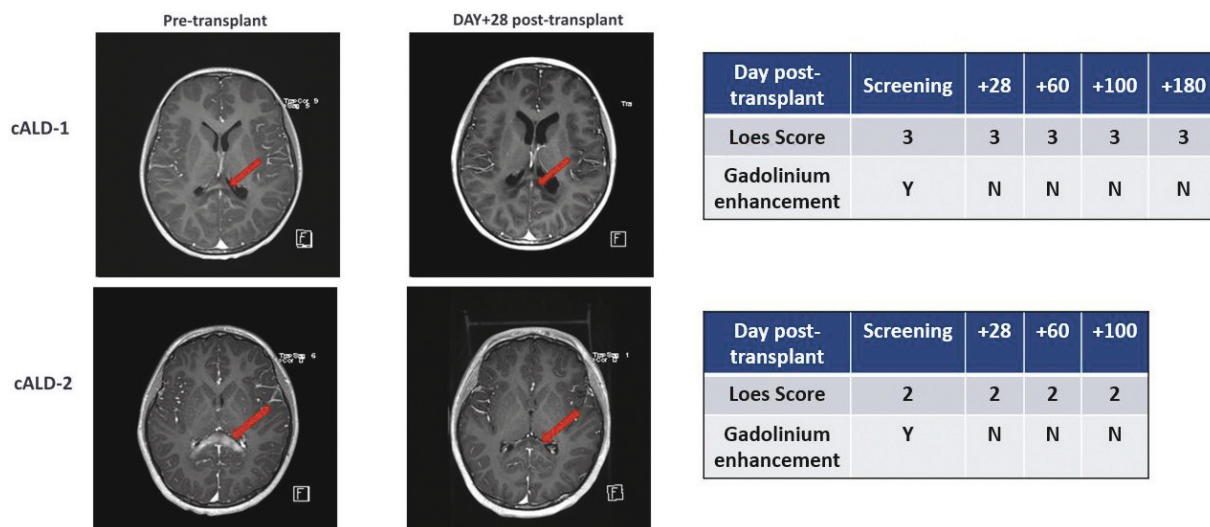 Pre-transplant
DAY+28 post-transplant
cALD-1
F
F
Day post-transplant Screening +28 +60 +100 +180
Loes Score 3 3 3 3 3
Gadolinium enhancement Y N N N N
cALD-2
F
F
Day post-transplant Screening +28 +60 +100
Loes Score 2 2 2 2
Gadolinium enhancement Y N N N